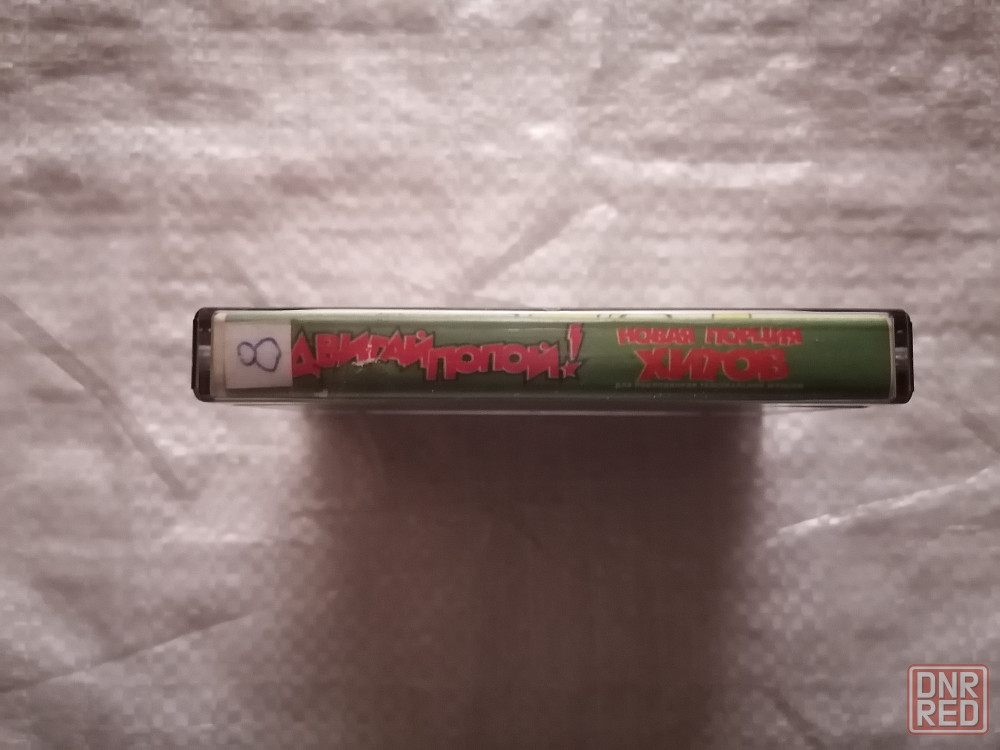 8
ДВИГАЙ ПОПОЙ!
НОВАЯ ПОРЦИЯ
ХИТОВ
DNR
RED